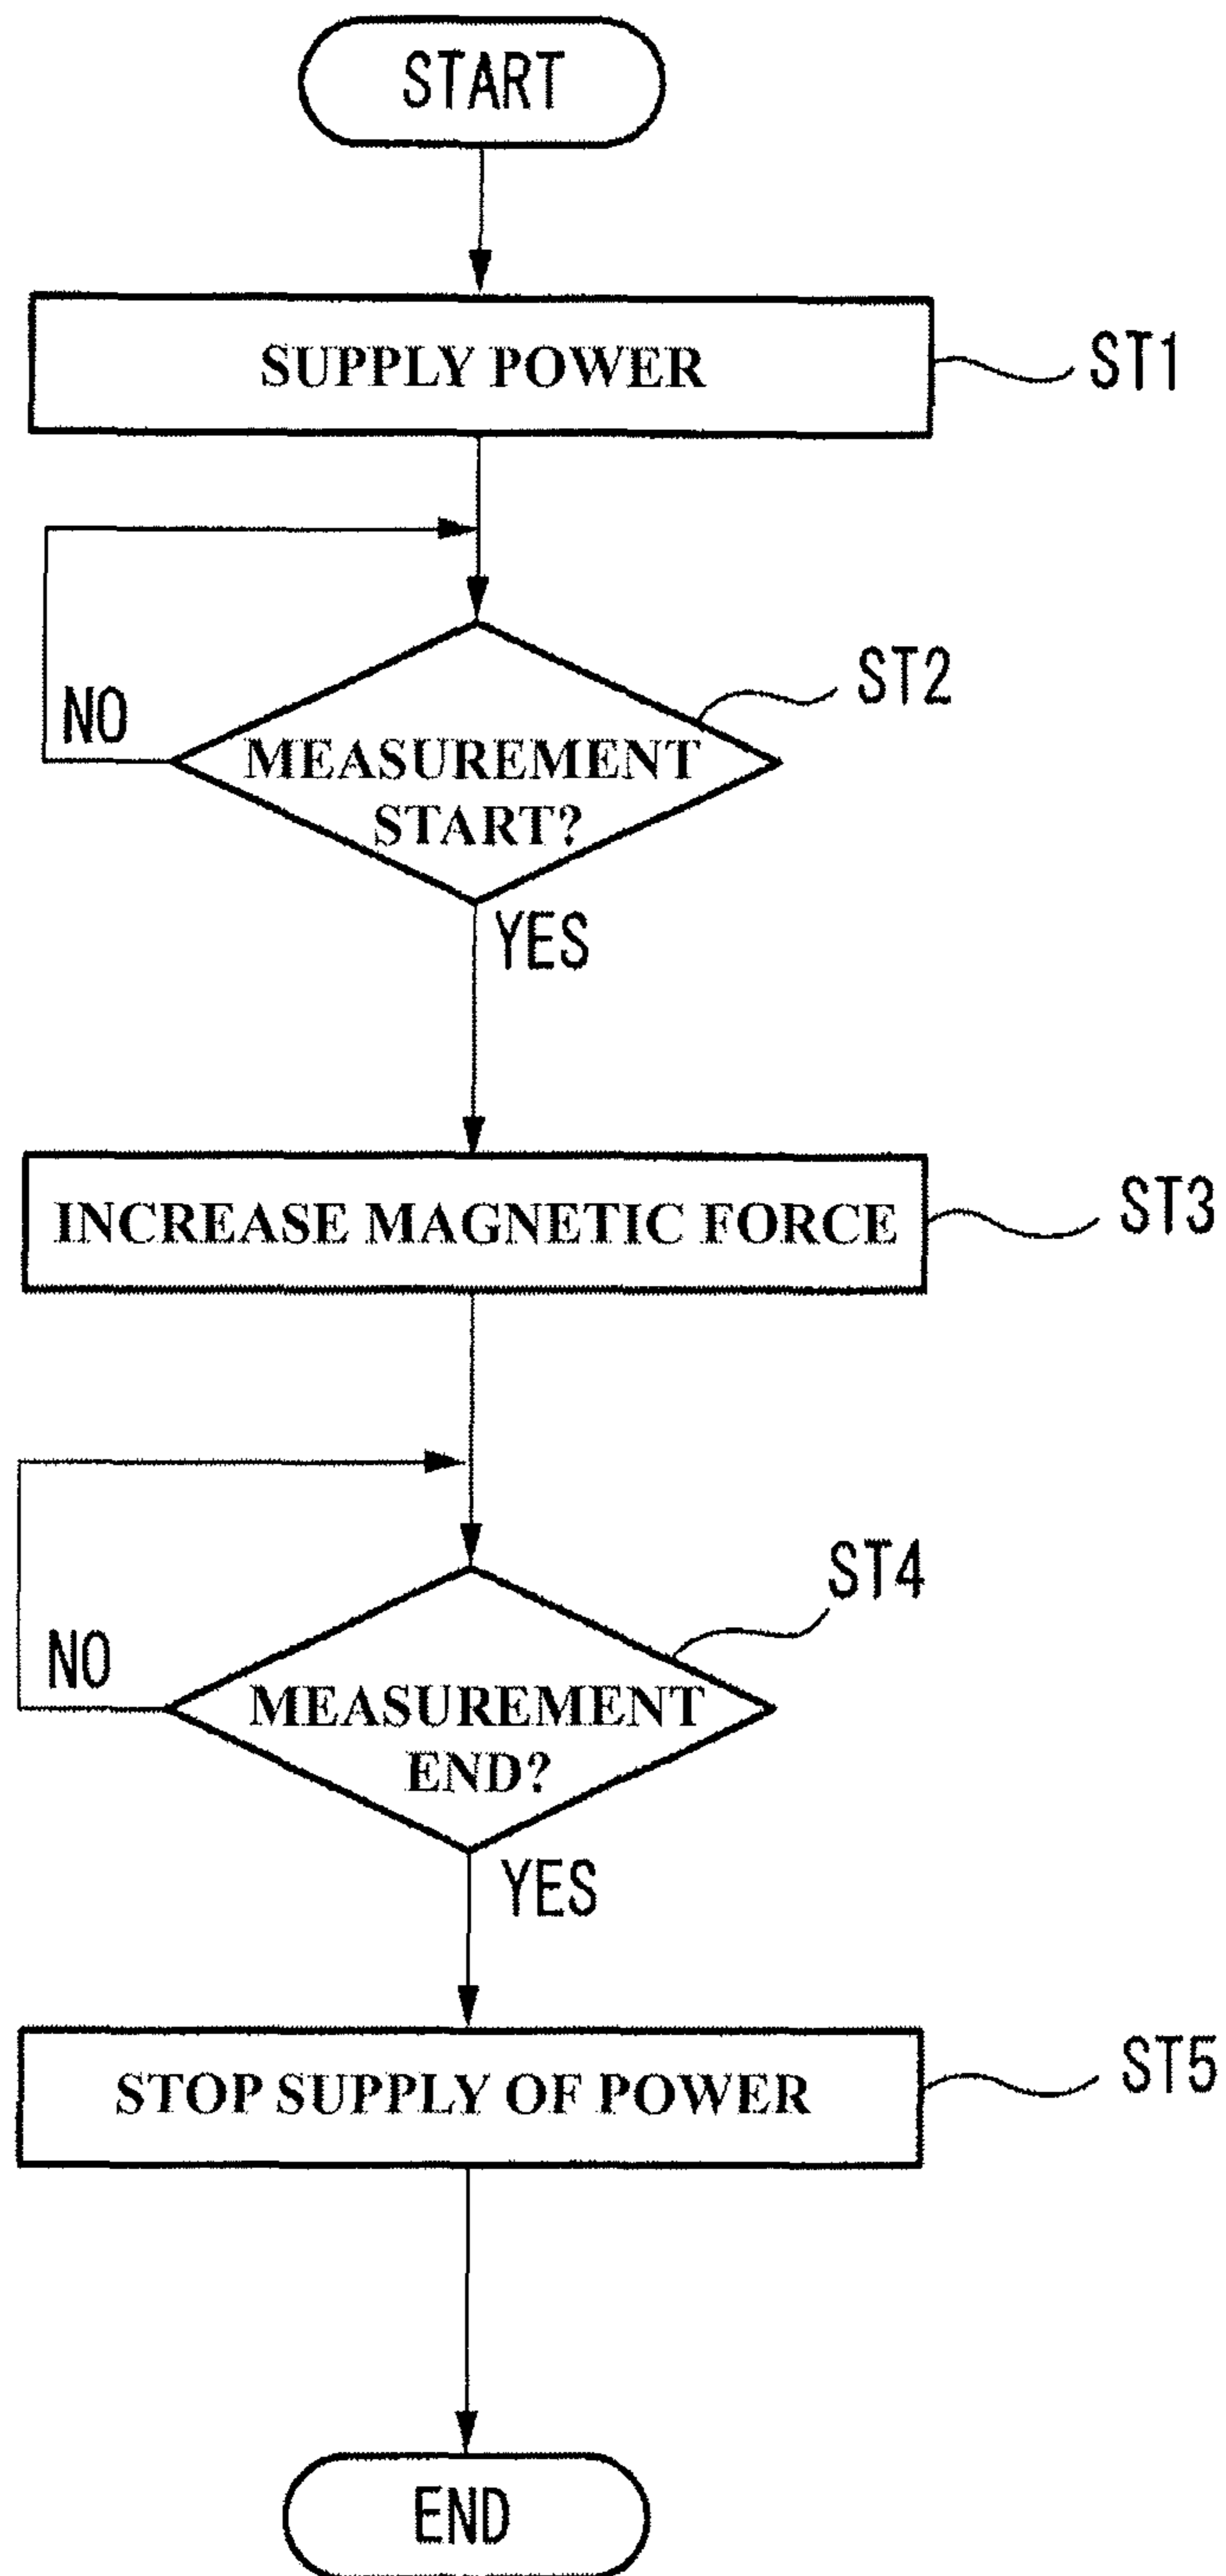 START
SUPPLY POWER
ST1
NO
ST2
MEASUREMENT
START?
YES
INCREASE MAGNETIC FORCE
ST3
NO
ST4
MEASUREMENT
END?
YES
STOP SUPPLY OF POWER
ST5
END